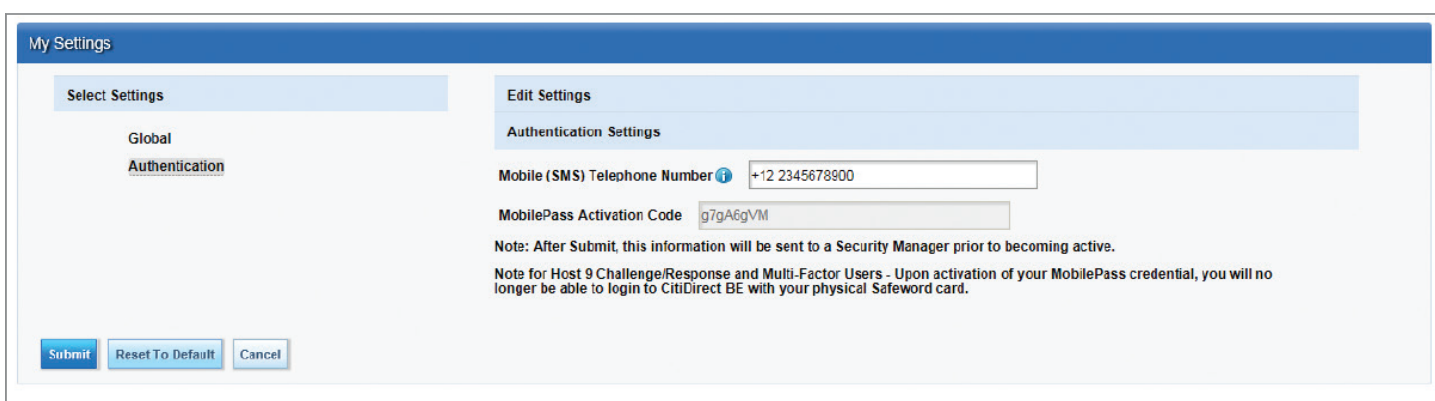 My Settings
Select Settings
Global
Authentication
Edit Settings
Authentication Settings
Mobile (SMS) Telephone Number
+12 2345678900
MobilePass Activation Code
g7gA6gVM
Note: After Submit, this information will be sent to a Security Manager prior to becoming active.
Note for Host 9 Challenge/Response and Multi-Factor Users - Upon activation of your MobilePass credential, you will no
longer be able to login to CitiDirect BE with your physical Safeword card.
Submit
Reset To Default
Cancel